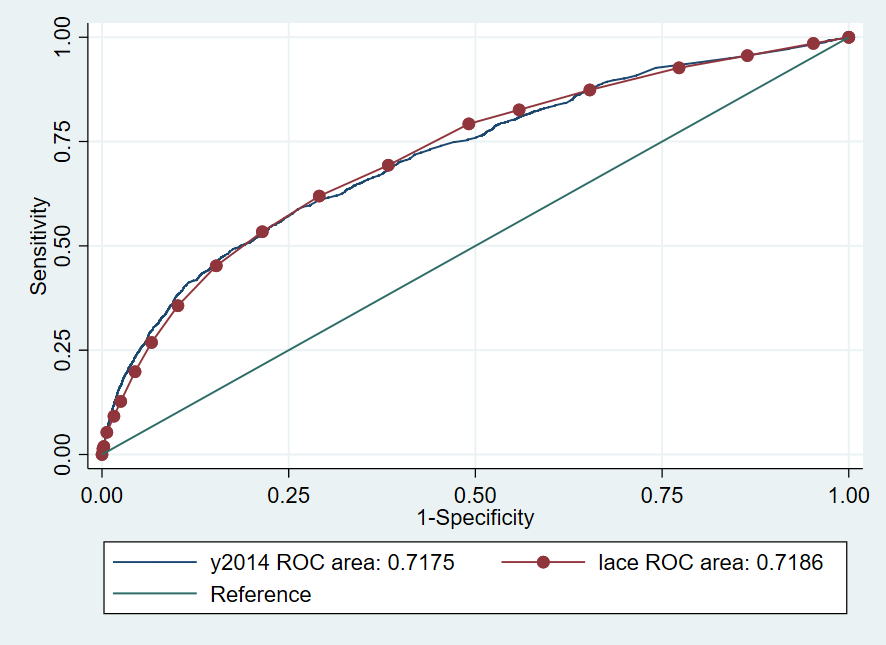 1.00
0.75
0.50
0.25
0.00
Sensitivity
0.00 0.25 0.50 0.75 1.00
1-Specificity
y2014 ROC area: 0.7175 lace ROC area: 0.7186
Reference